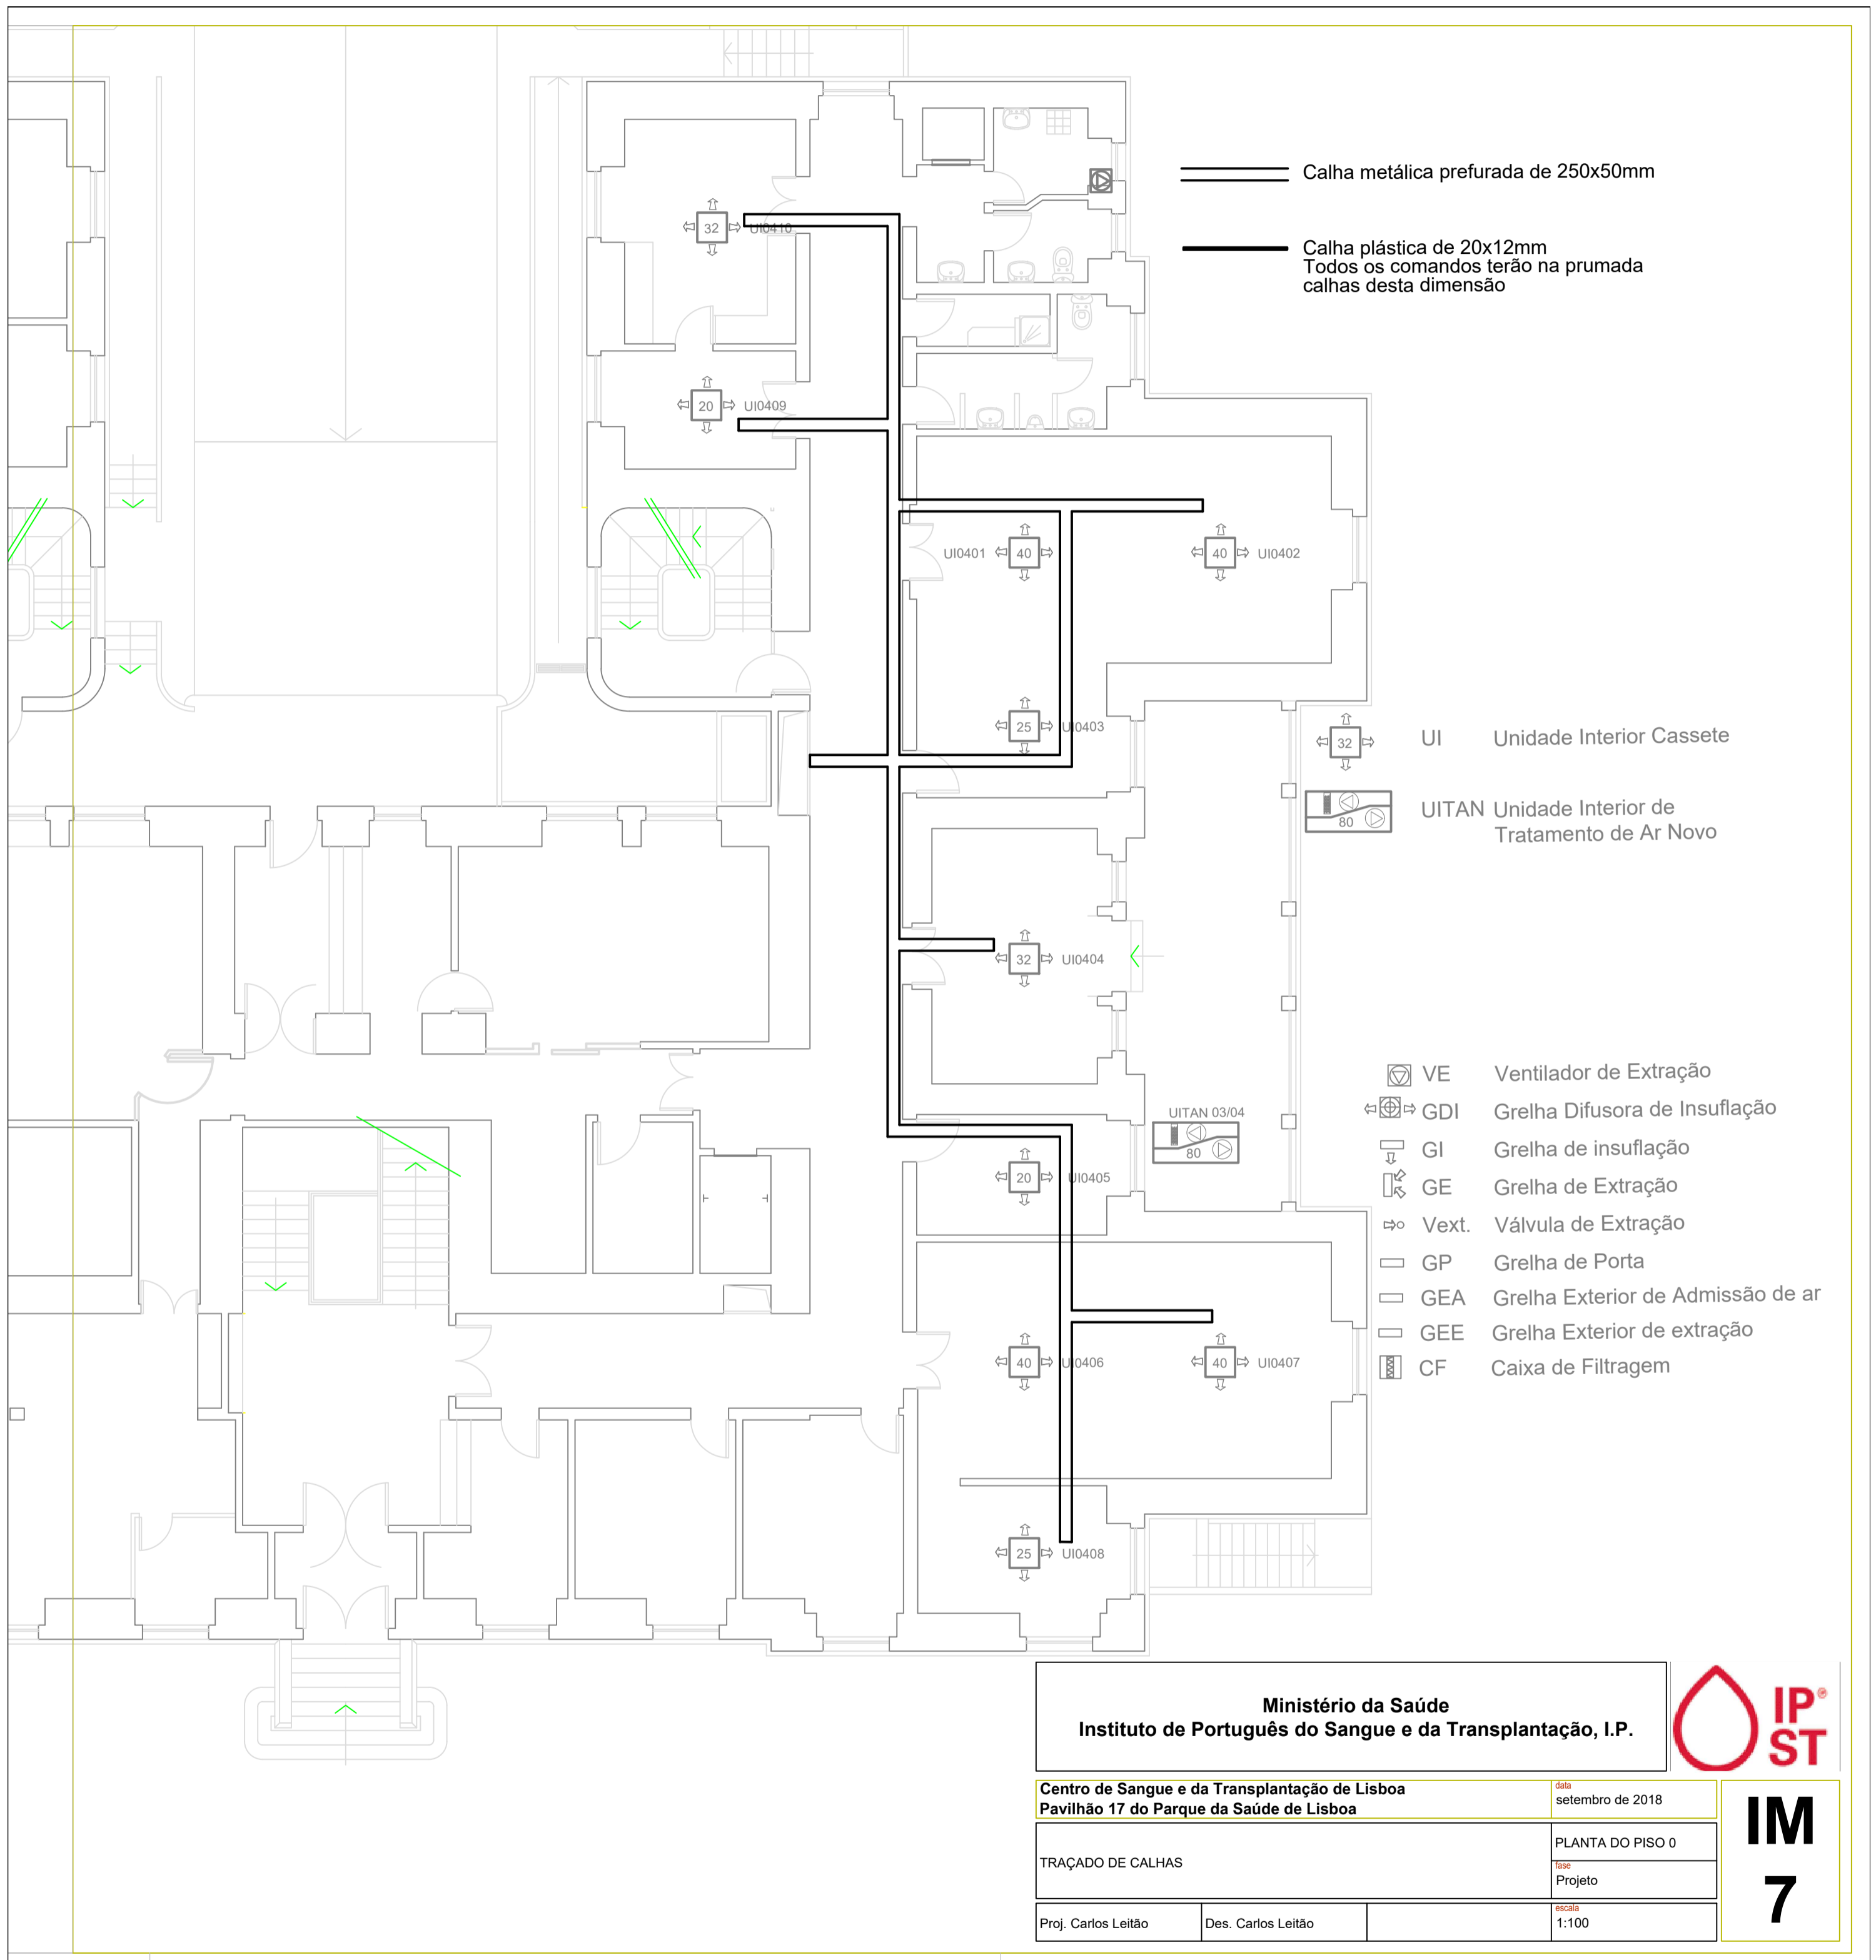 Calha metálica prefurada de 250x50mm
Calha plástica de 20x12mm
Todos os comandos terão na prumada
calhas desta dimensão
32 UI0410
20 UI0409
UI0401 40
40 UI0402
25 UI0403
32 UI0404
UITAN 03/04
80
20 UI0405
40 UI0406
40 UI0407
25 UI0408
32 UI Unidade Interior Cassete
80 UITAN Unidade Interior de
Tratamento de Ar Novo
VE Ventilador de Extração
GDI Grelha Difusora de Insuflação
GI Grelha de insuflação
GE Grelha de Extração
Vext. Válvula de Extração
GP Grelha de Porta
GEA Grelha Exterior de Admissão de ar
GEE Grelha Exterior de extração
CF Caixa de Filtragem
Ministério da Saúde
Instituto de Português do Sangue e da Transplantação, I.P.
IP®
ST
Centro de Sangue e da Transplantação de Lisboa
Pavilhão 17 do Parque da Saúde de Lisboa
data
setembro de 2018
TRAÇADO DE CALHAS
PLANTA DO PISO 0
fase
Projeto
Proj. Carlos Leitão
Des. Carlos Leitão
escala
1:100
IM
7